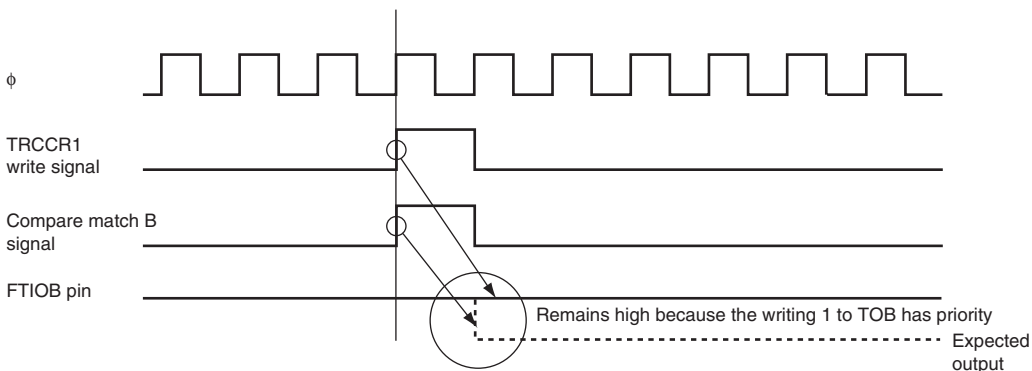 ϕ
TRCCR1
write signal
Compare match B
signal
FTIOB pin
Remains high because the writing 1 to TOB has priority
Expected
output